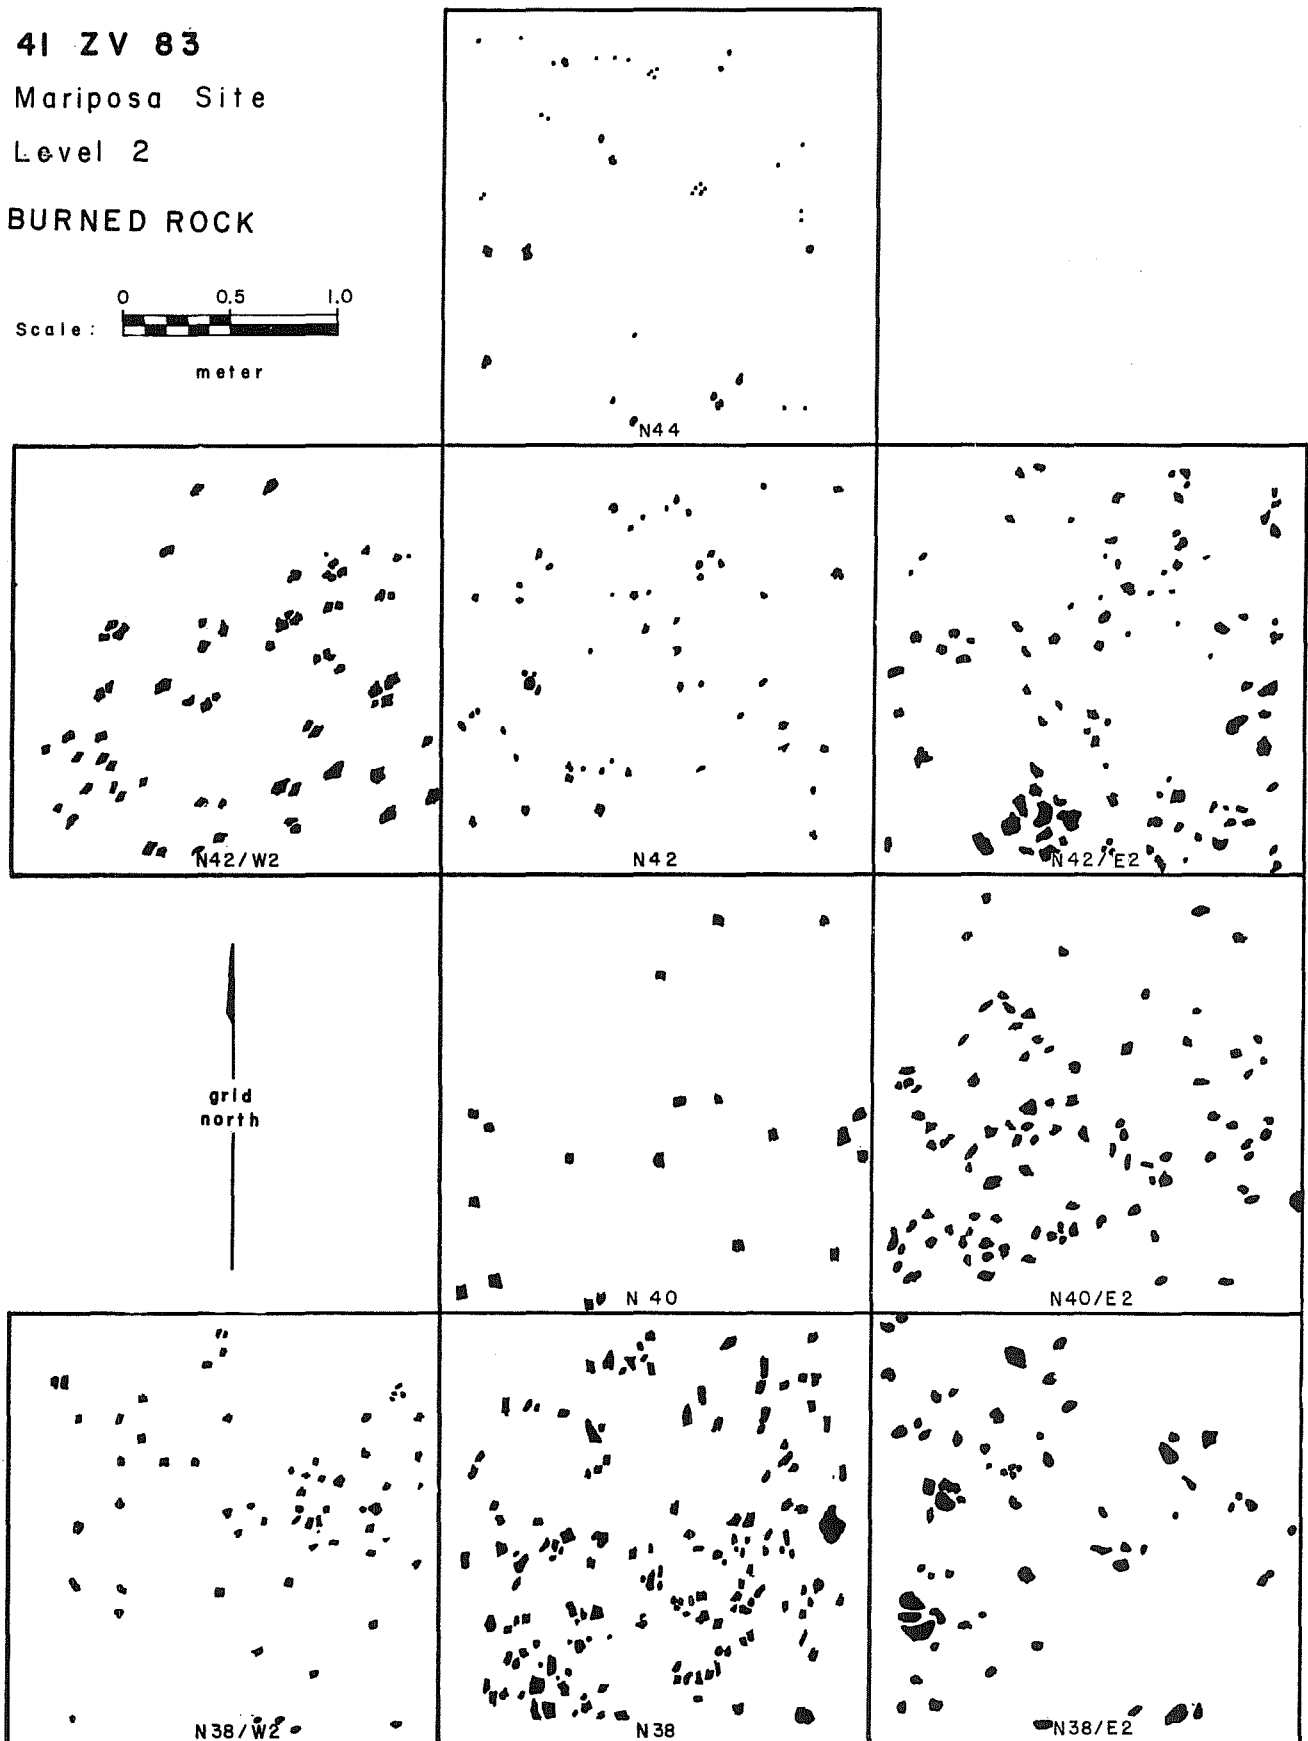 41 ZV 83
Mariposa Site
Level 2
BURNED ROCK
0 0.5 1.0
Scale:
meter
N44
N42/W2
N42
N42/E2
grid
north
N 40
N40/E2
N38/W2
N38
N38/E2